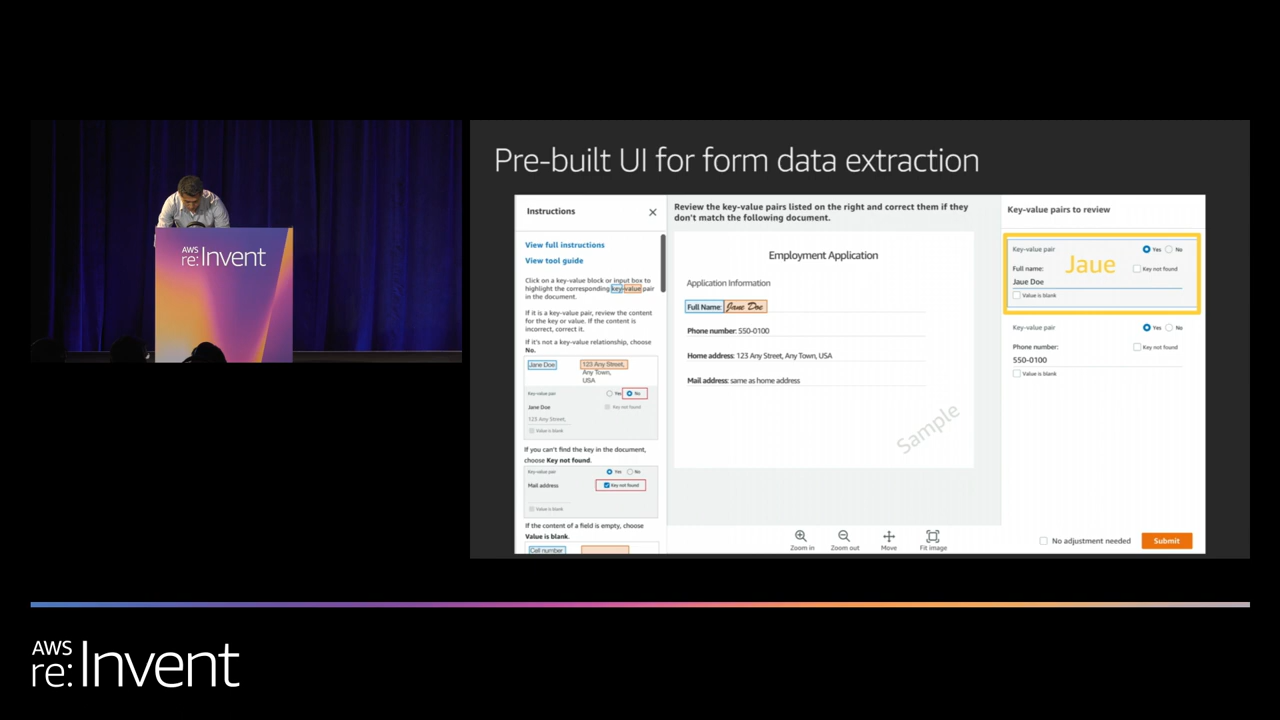 AWS
re:Invent
Pre-built UI for form data extraction
Instructions
View full instructions
View tool guide
Click on a key-value block or input box to
highlight the corresponding key-value pair
in the document.
If it is a key-value pair, review the content
for the key or value. If the content is
incorrect, correct it.
If it's not a key-value relationship, choose
No.
Jane Doe
123 Any Street,
Any Town,
USA
Key-value pair
Yes
No
Jane Doe
Key not found
123 Any Street,
Value is blank
If you can't find the key in the document,
choose Key not found.
Key-value pair
Yes
No
Mail address
Key not found
Value is blank
If the content of a field is empty, choose
Value is blank.
Cell number
Review the key-value pairs listed on the right and correct them if they
don't match the following document.
Employment Application
Application Information
Full Name: Jane Doe
Phone number: 550-0100
Home address: 123 Any Street, Any Town, USA
Mail address: same as home address
Sample
Zoom in
Zoom out
Move
Fit image
Key-value pairs to review
Key-value pair
Yes
No
Full name:
Jaue
Key not found
Jaue Doe
Value is blank
Key-value pair
Yes
No
Phone number:
Key not found
550-0100
Value is blank
No adjustment needed
Submit
AWS
re:Invent